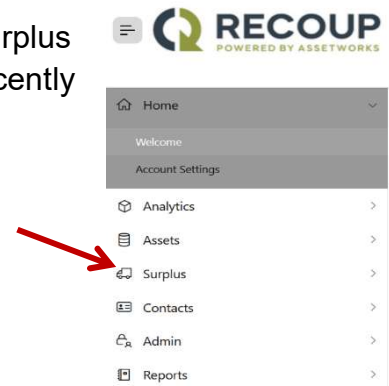 rplus
cently
RECOUP
POWERED BY ASSETWORKS
Home
Welcome
Account Settings
Analytics
Assets
Surplus
Contacts
Admin
Reports